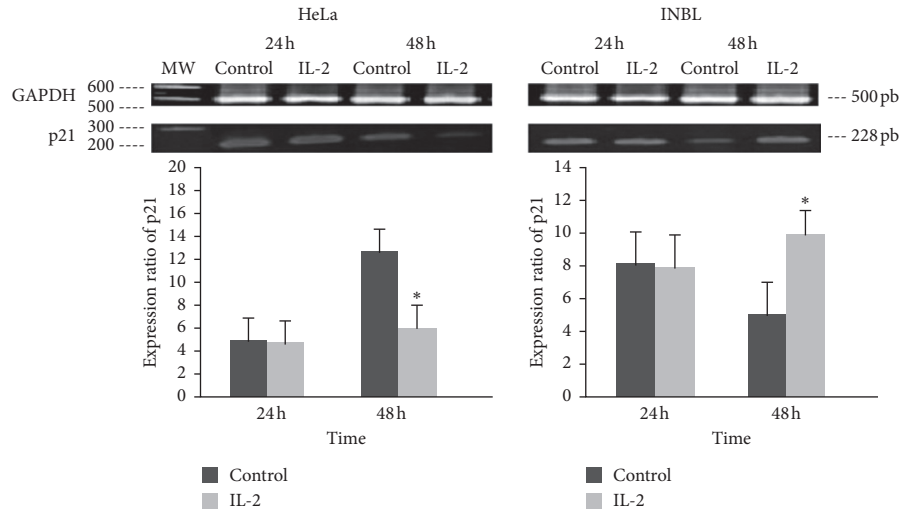 HeLa
INBL
24 h
48 h
24 h
48 h
MW Control IL-2 Control IL-2
Control IL-2 Control IL-2
GAPDH
600 ----
500 ----
--- 500 pb
p21
300 ----
200 ----
--- 228 pb
Expression ratio of p21
20
18
16
14
12
10
8
6
4
2
0
*
24 h
48 h
Time
Control
IL-2
Expression ratio of p21
14
12
10
8
6
4
2
0
*
24 h
48 h
Time
Control
IL-2